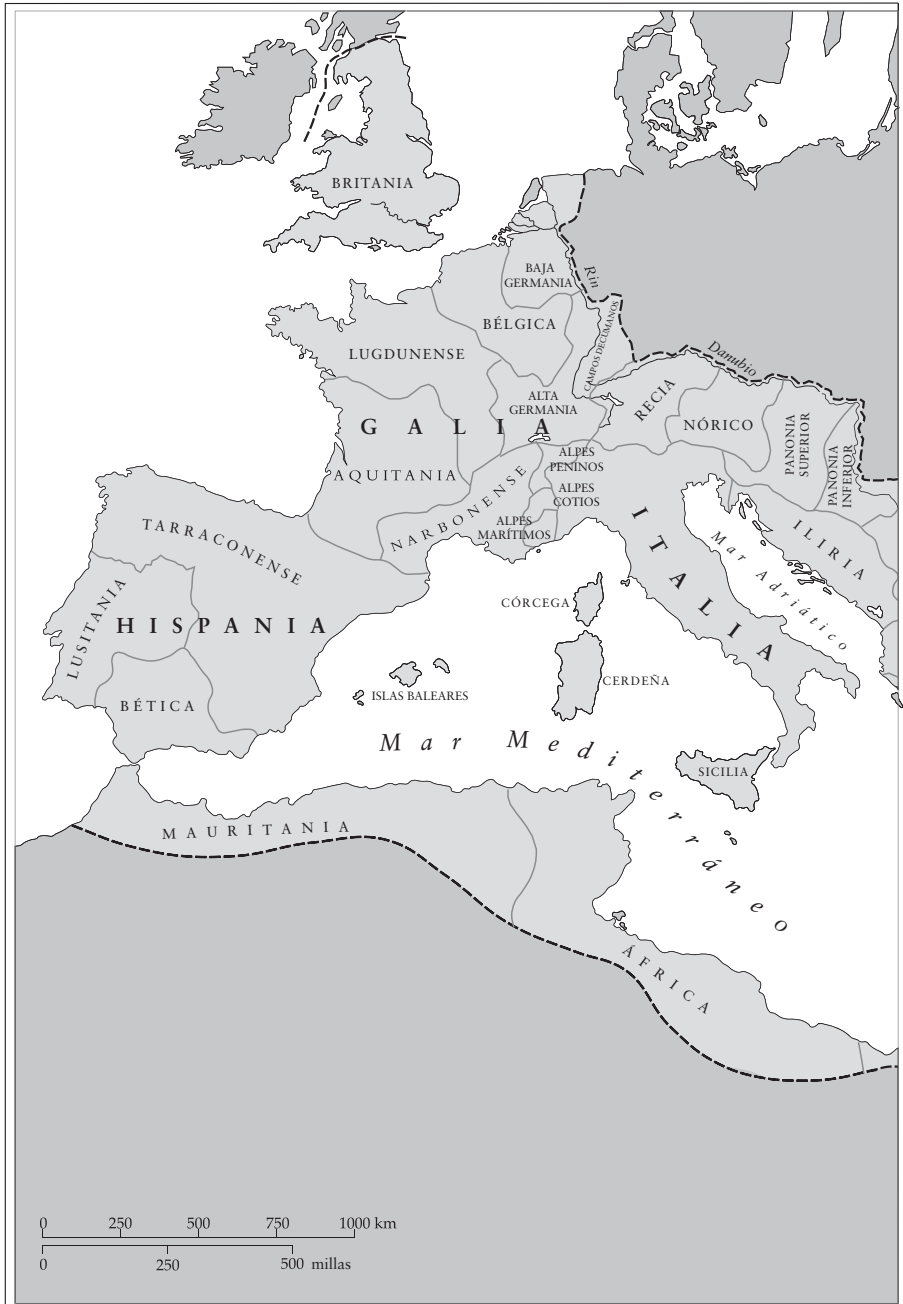 BRITANIA
BAJA
GERMANIA
Rin
BÉLGICA
CAMPOS DECUMANOS
LUGDUNENSE
Danubio
ALTA
GERMANIA
RECIA
NÓRICO
PANONIA
SUPERIOR
PANONIA
INFERIOR
GALIA
ALPES
PENINOS
AQUITANIA
ALPES
COTIOS
NARBONENSE
ALPES
MARÍTIMOS
ITALIA
ILIRIA
Mar Adriático
TARRACONENSE
LUSITANIA
HISPANIA
CÓRCEGA
CERDEÑA
ISLAS BALEARES
BÉTICA
Mar Mediterráneo
SICILIA
MAURITANIA
ÁFRICA
0 250 500 750 1000 km
0 250 500 millas